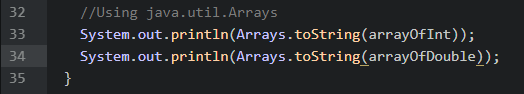 32 //Using java.util.Arrays
33 System.out.println(Arrays.toString(arrayOfInt));
34 System.out.println(Arrays.toString(arrayOfDouble));
35 }